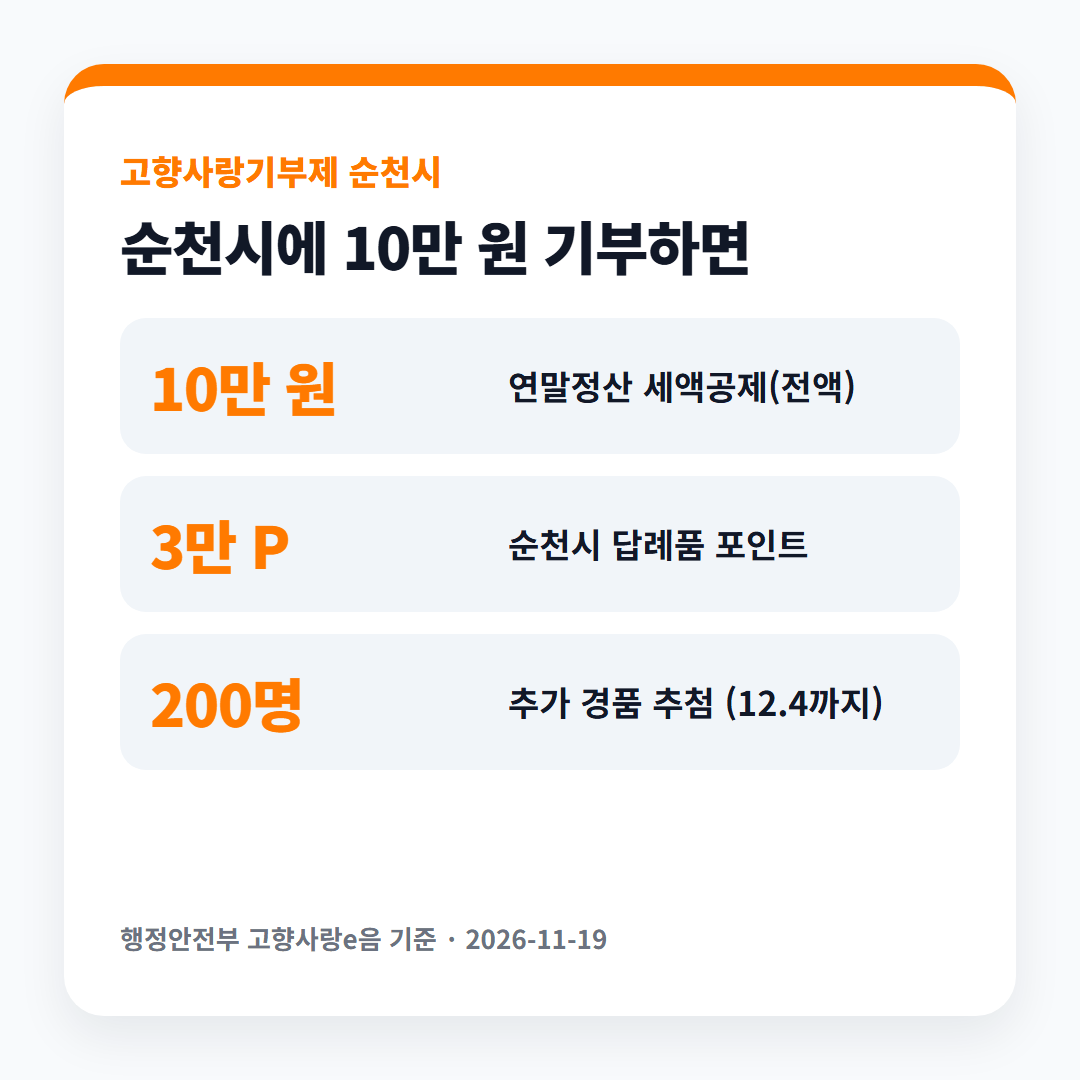 고향사랑기부제 순천시
순천시에 10만 원 기부하면
10만 원 연말정산 세액공제(전액)
3만 P 순천시 답례품 포인트
200명 추가 경품 추첨 (12.4까지)
행정안전부 고향사랑e음 기준 · 2026-11-19